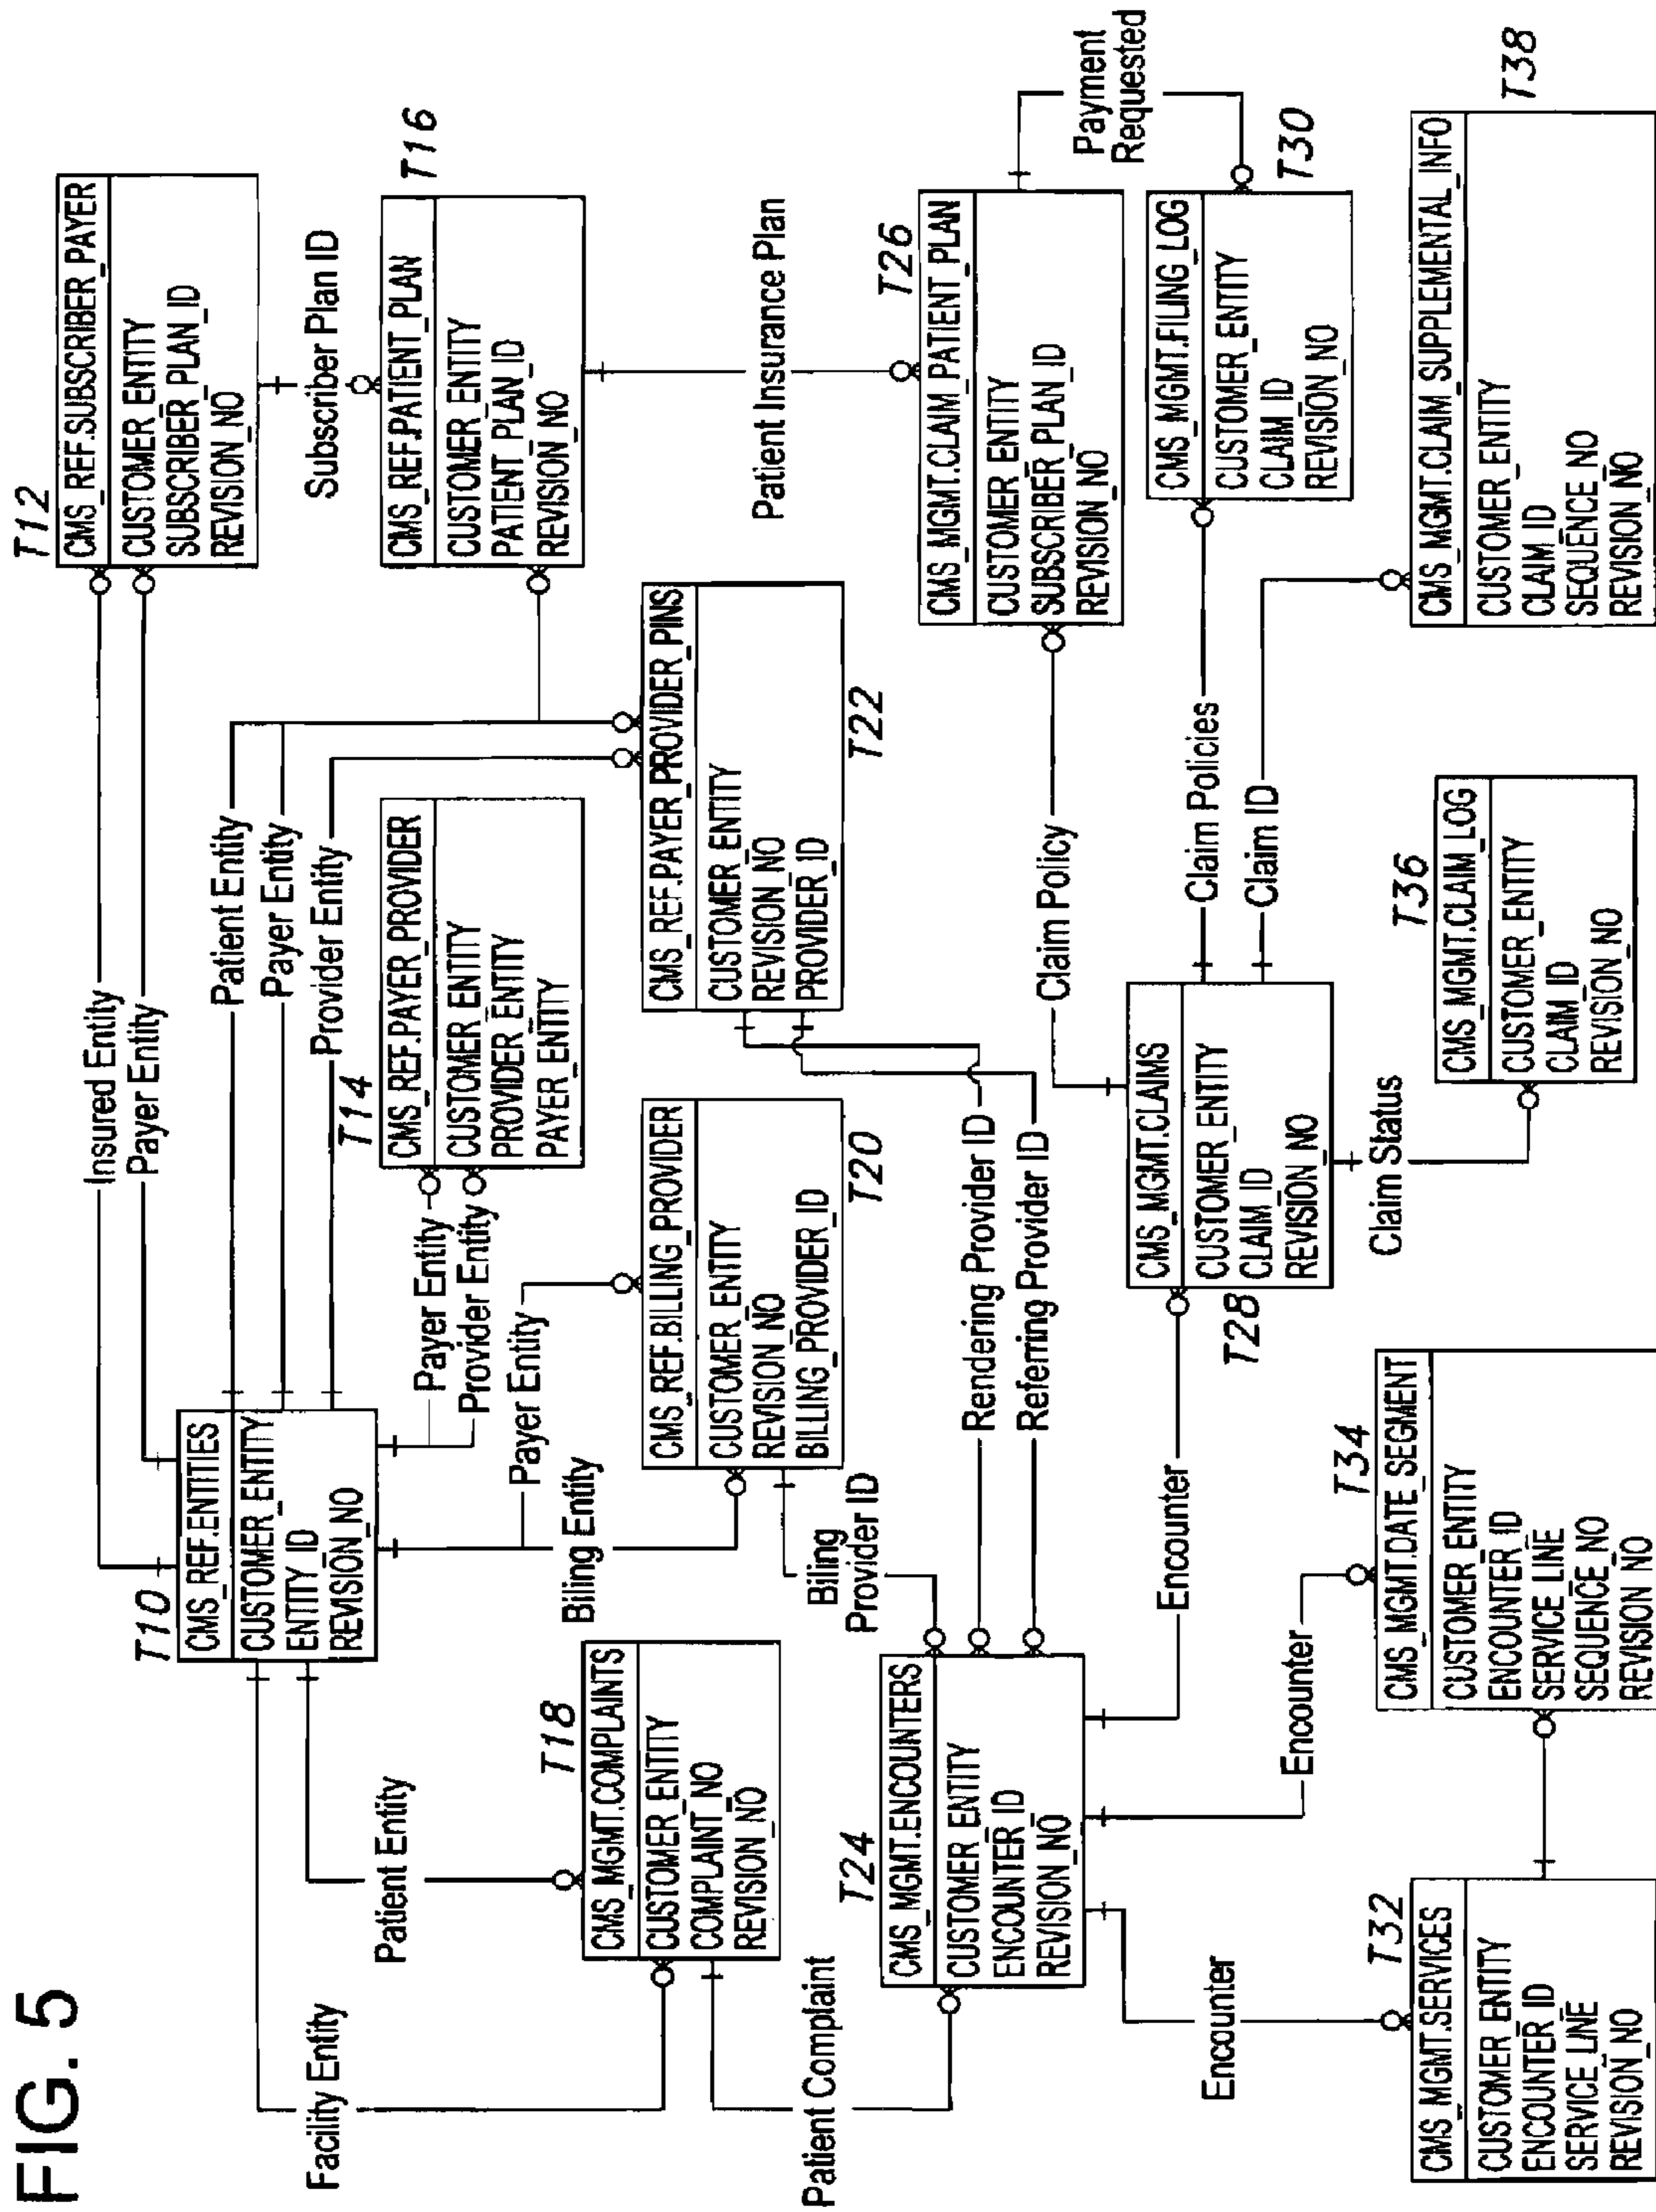 FIG. 5
T10
CMS_REF.ENTITIES
CUSTOMER_ENTITY
ENTITY_ID
REVISION_NO
Insured Entity
Payer Entity
T12
CMS_REF.SUBSCRIBER_PAYER
CUSTOMER_ENTITY
SUBSCRIBER_PLAN_ID
REVISION_NO
Patient Entity
Payer Entity
Provider Entity
Subscriber Plan ID
Facility Entity
Patient Entity
Payer Entity
Provider Entity
T14
CMS_REF.PAYER_PROVIDER
CUSTOMER_ENTITY
PROVIDER_ENTITY
PAYER_ENTITY
T16
CMS_REF.PATIENT_PLAN
CUSTOMER_ENTITY
PATIENT_PLAN_ID
REVISION_NO
Payer Entity
Biling Entity
T18
CMS_MGMT.COMPLAINTS
CUSTOMER_ENTITY
COMPLAINT_NO
REVISION_NO
CMS_REF.BILLING_PROVIDER
CUSTOMER_ENTITY
REVISION_NO
BILLING_PROVIDER_ID
T20
CMS_REF.PAYER_PROVIDER_PINS
CUSTOMER_ENTITY
REVISION_NO
PROVIDER_ID
T22
Patient Insurance Plan
Patient Complaint
Biling
Provider ID
T24
CMS_MGMT.ENCOUNTERS
CUSTOMER_ENTITY
ENCOUNTER_ID
REVISION_NO
Rendering Provider ID
Referring Provider ID
Claim Policy
T26
CMS_MGMT.CLAIM_PATIENT_PLAN
CUSTOMER_ENTITY
SUBSCRIBER_PLAN_ID
REVISION_NO
Payment
Requested
Encounter
CMS_MGMT.CLAIMS
CUSTOMER_ENTITY
CLAIM_ID
REVISION_NO
T28
Claim Policies
Claim ID
CMS_MGMT.FILING_LOG
CUSTOMER_ENTITY
CLAIM_ID
REVISION_NO
T30
Encounter
Encounter
Claim Status
T32
CMS_MGMT.SERVICES
CUSTOMER_ENTITY
ENCOUNTER_ID
SERVICE_LINE
REVISION_NO
T34
CMS_MGMT.DATE_SEGMENT
CUSTOMER_ENTITY
ENCOUNTER_ID
SERVICE_LINE
SEQUENCE_NO
REVISION_NO
T36
CMS_MGMT.CLAIM_LOG
CUSTOMER_ENTITY
CLAIM_ID
REVISION_NO
CMS_MGMT.CLAIM_SUPPLEMENTAL_INFO
CUSTOMER_ENTITY
CLAIM_ID
SEQUENCE_NO
REVISION_NO
T38